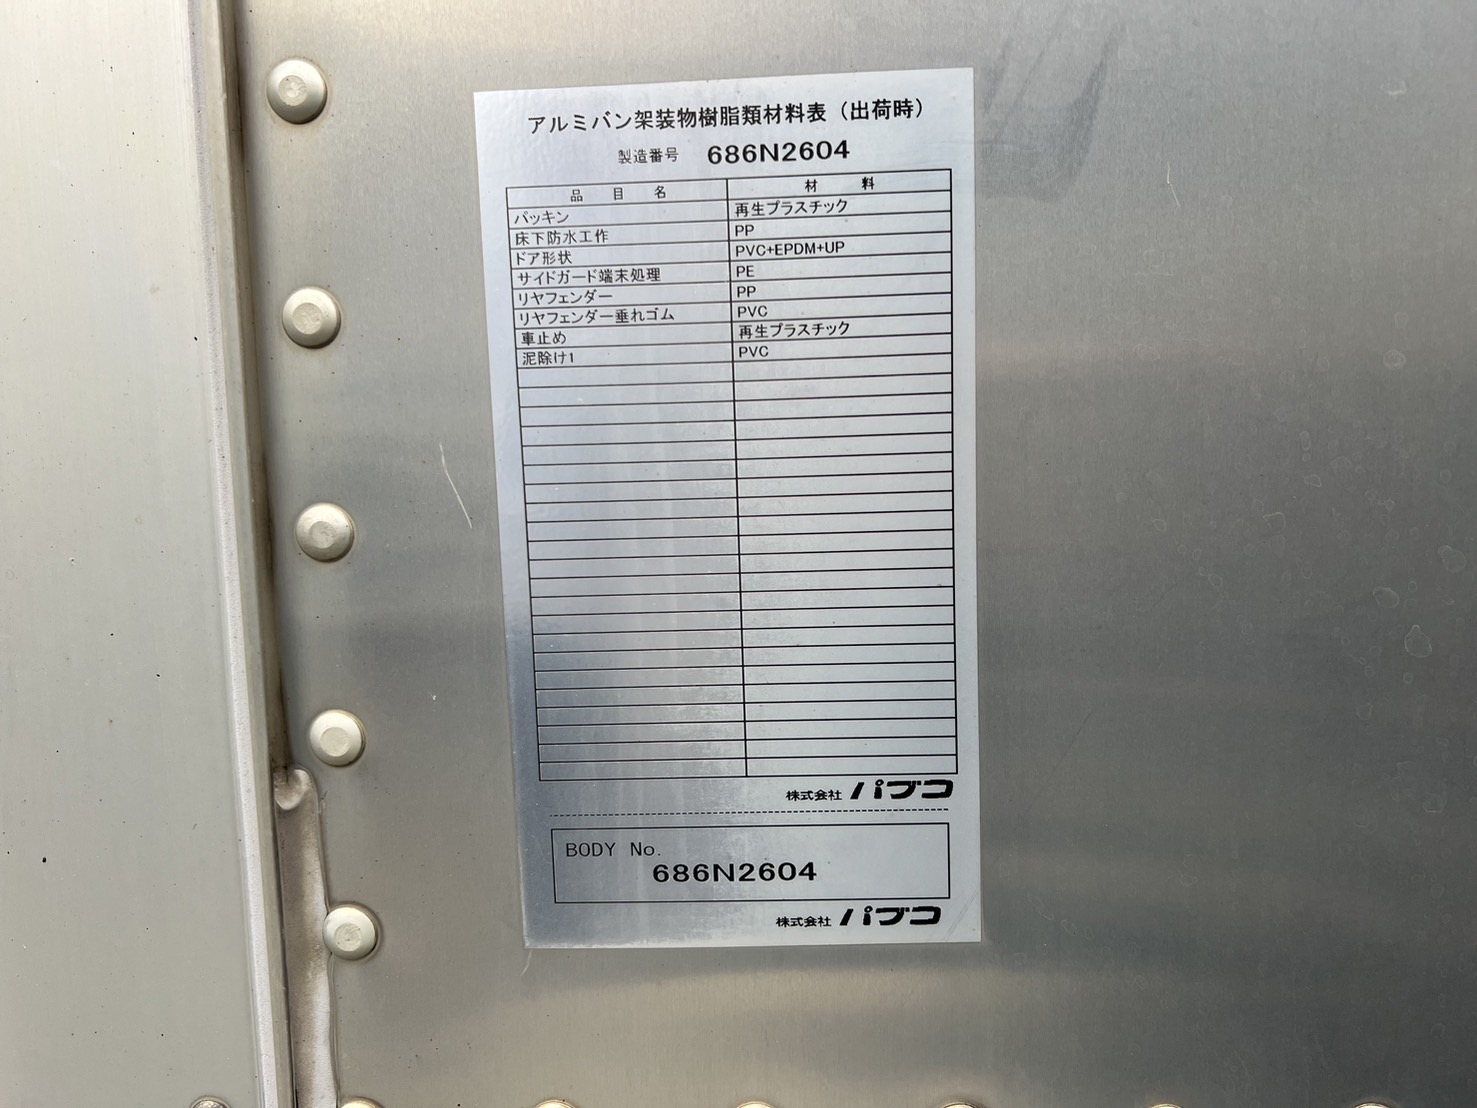 アルミバン架装物樹脂類材料表（出荷時）
製造番号 686N2604
品目名 材料
パッキン 再生プラスチック
床下防水工作 PP
ドア形状 PVC+EPDM+UP
サイドガード端末処理 PE
リヤフェンダー PP
リヤフェンダー垂れゴム PVC
車止め 再生プラスチック
泥除け1 PVC
株式会社 パブコ
BODY No.
686N2604
株式会社 パブコ